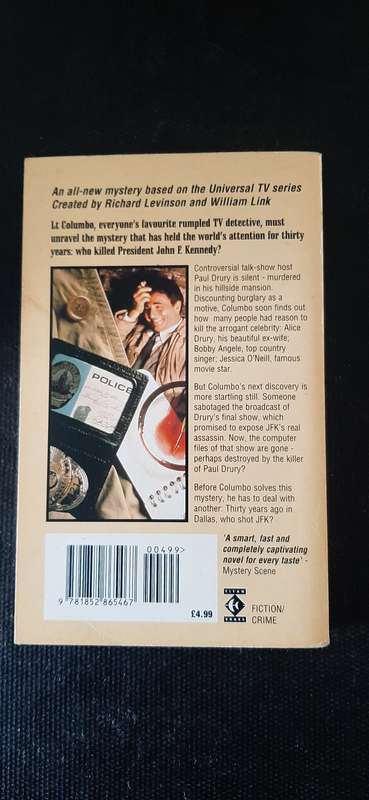 An all-new mystery based on the Universal TV series
Created by Richard Levinson and William Link
Lt Columbo, everyone's favourite rumpled TV detective, must
unravel the mystery that has held the world's attention for thirty
years: who killed President John F. Kennedy?
Controversial talk-show host
Paul Drury is silent - murdered
in his hillside mansion.
Discounting burglary as a
motive, Columbo soon finds out
how many people had reason to
kill the arrogant celebrity: Alice
Drury, his beautiful ex-wife;
Bobby Angele, top country
singer; Jessica O'Neill, famous
movie star.
But Columbo's next discovery is
more startling still. Someone
sabotaged the broadcast of
Drury's final show, which
promised to expose JFK's real
assassin. Now, the computer
files of that show are gone -
perhaps destroyed by the killer
of Paul Drury?
Before Columbo solves this
mystery, he has to deal with
another: Thirty years ago in
Dallas, who shot JFK?
POLICE
'A smart, fast and
completely captivating
novel for every taste' -
Mystery Scene
00499>
9 781852 865467
£4.99
TITAN
BOOKS
FICTION/
CRIME